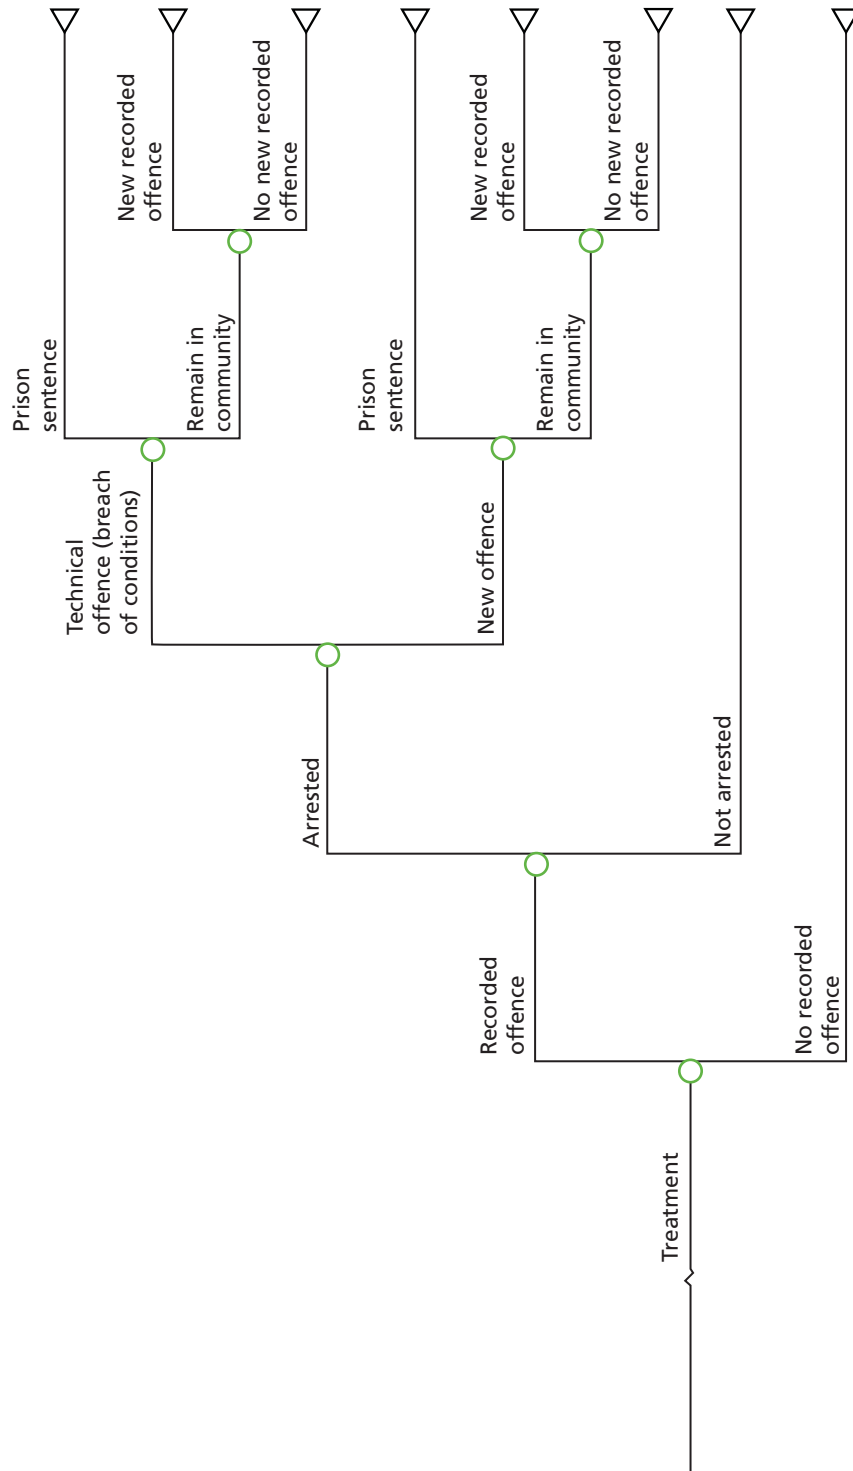 Treatment
Recorded
offence
No recorded
offence
Arrested
Not arrested
Technical
offence (breach
of conditions)
New offence
Prison
sentence
Remain in
community
Prison
sentence
Remain in
community
New recorded
offence
No new recorded
offence
New recorded
offence
No new recorded
offence